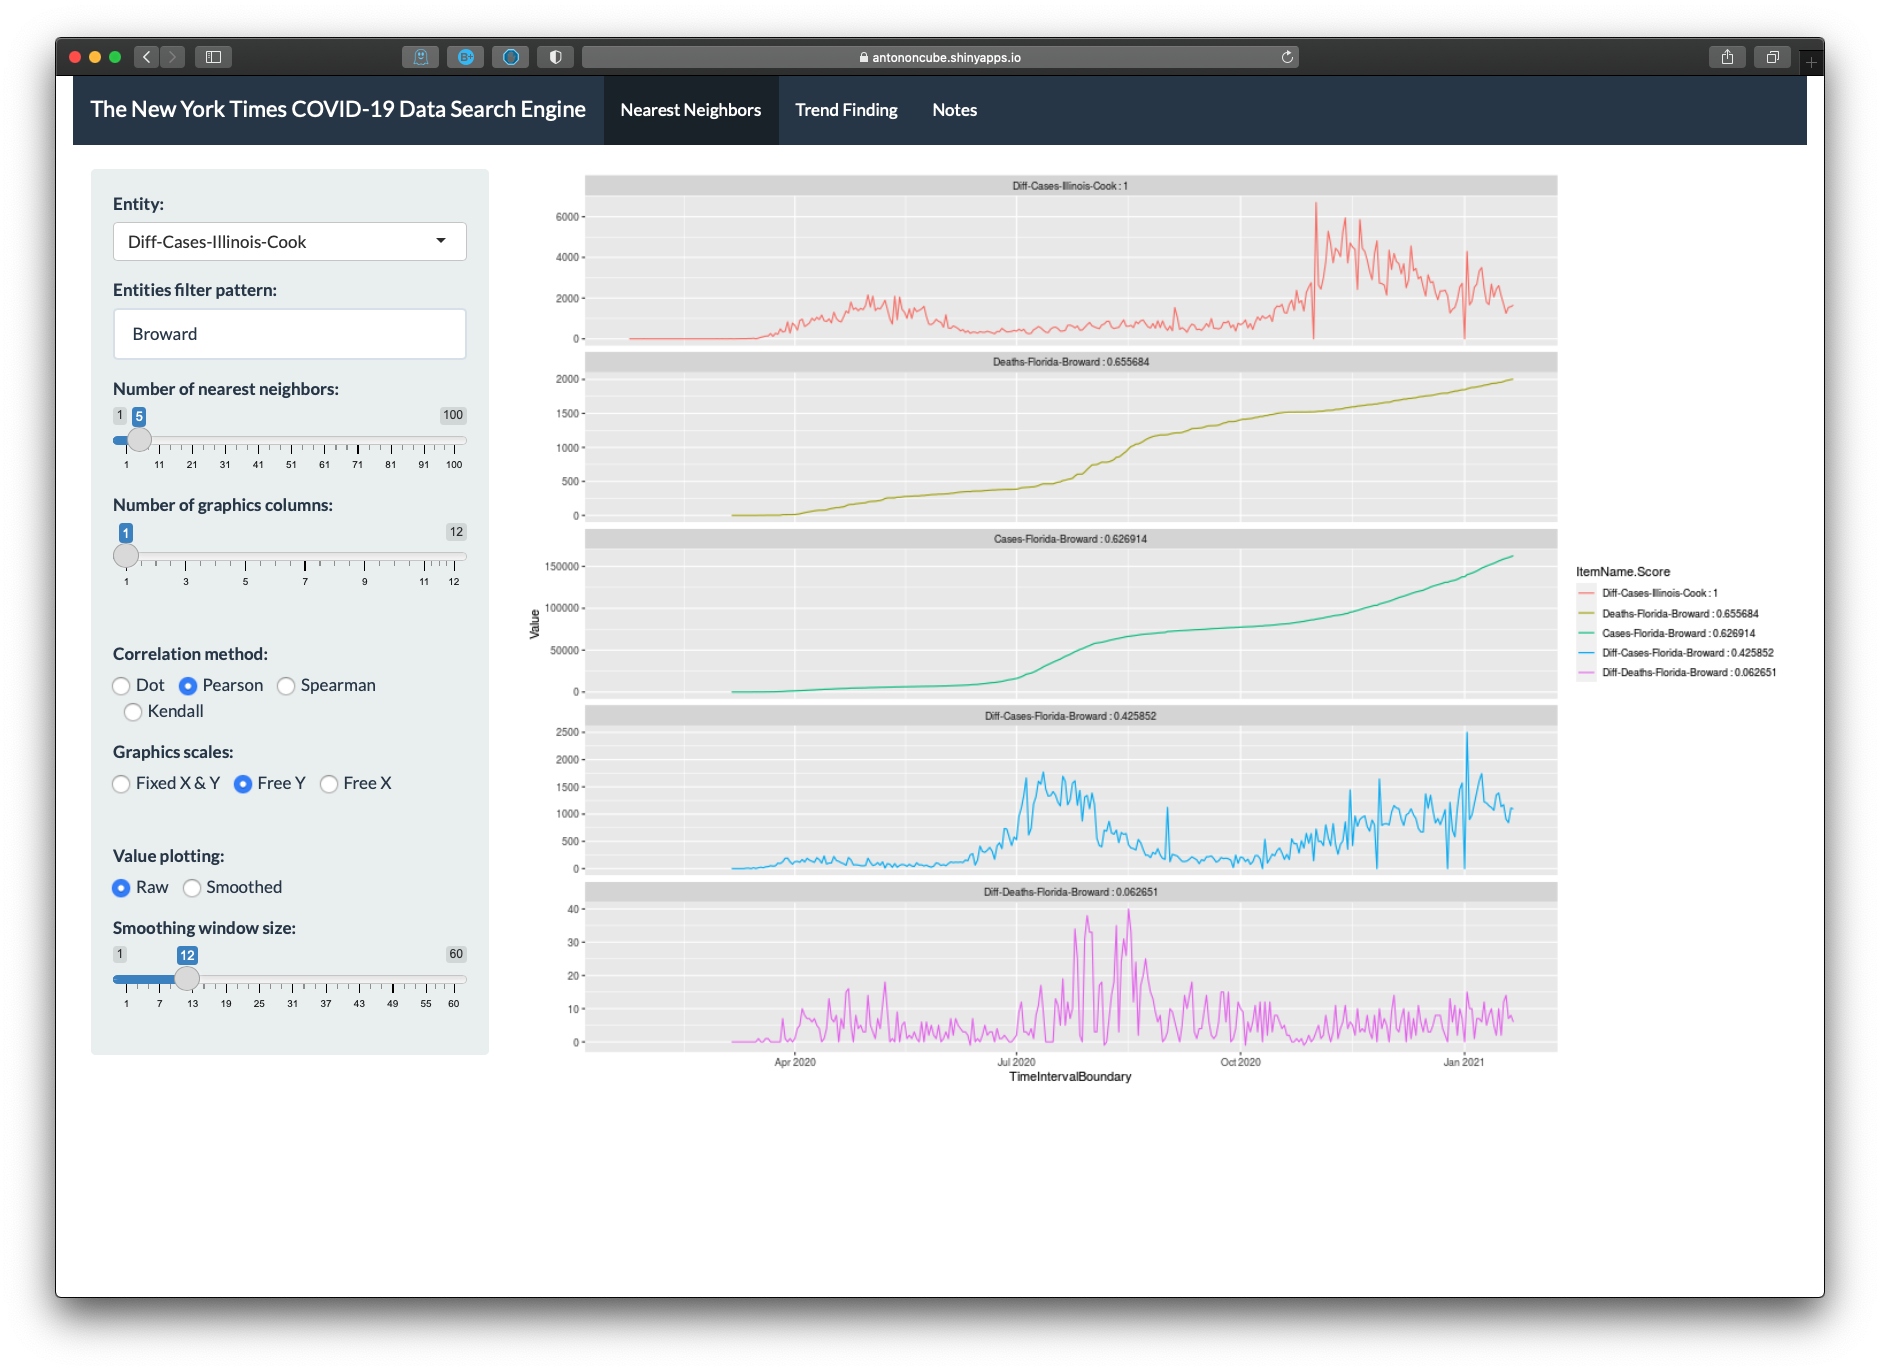 antononcube.shinyapps.io
The New York Times COVID-19 Data Search Engine Nearest Neighbors Trend Finding Notes
Entity:
Diff-Cases-Illinois-Cook
Entities filter pattern:
Broward
Number of nearest neighbors:
1 5 100
1 11 21 31 41 51 61 71 81 91 100
Number of graphics columns:
1 12
1 3 5 7 9 11 12
Correlation method:
Dot Pearson Spearman
Kendall
Graphics scales:
Fixed X & Y Free Y Free X
Value plotting:
Raw Smoothed
Smoothing window size:
1 12 60
1 7 13 19 25 31 37 43 49 55 60
Value
Diff-Cases-Illinois-Cook : 1
6000
4000
2000
0
Deaths-Florida-Broward : 0.655684
2000
1500
1000
500
0
Cases-Florida-Broward : 0.626914
150000
100000
50000
0
Diff-Cases-Florida-Broward : 0.425852
2500
2000
1500
1000
500
0
Diff-Deaths-Florida-Broward : 0.062651
40
30
20
10
0
Apr 2020 Jul 2020 Oct 2020 Jan 2021
TimeIntervalBoundary
ItemName.Score
Diff-Cases-Illinois-Cook : 1
Deaths-Florida-Broward : 0.655684
Cases-Florida-Broward : 0.626914
Diff-Cases-Florida-Broward : 0.425852
Diff-Deaths-Florida-Broward : 0.062651